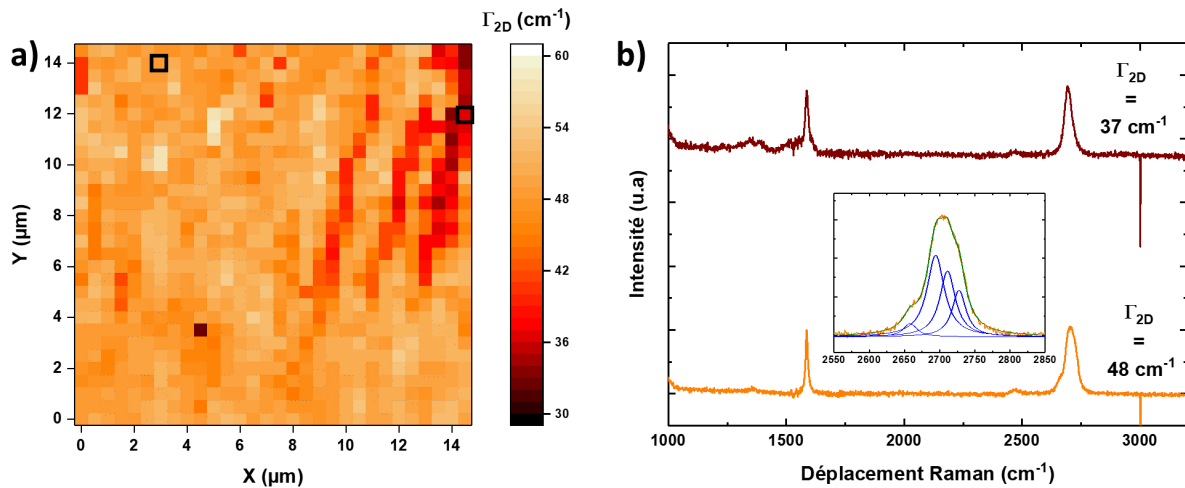 a)
Γ2D (cm-1)
60
54
48
42
36
30
14
12
10
8
6
4
2
0
Y (µm)
0 2 4 6 8 10 12 14
X (µm)
b)
Γ2D
=
37 cm-1
Intensité (u.a)
2550 2600 2650 2700 2750 2800 2850
Γ2D
=
48 cm-1
1000 1500 2000 2500 3000
Déplacement Raman (cm-1)